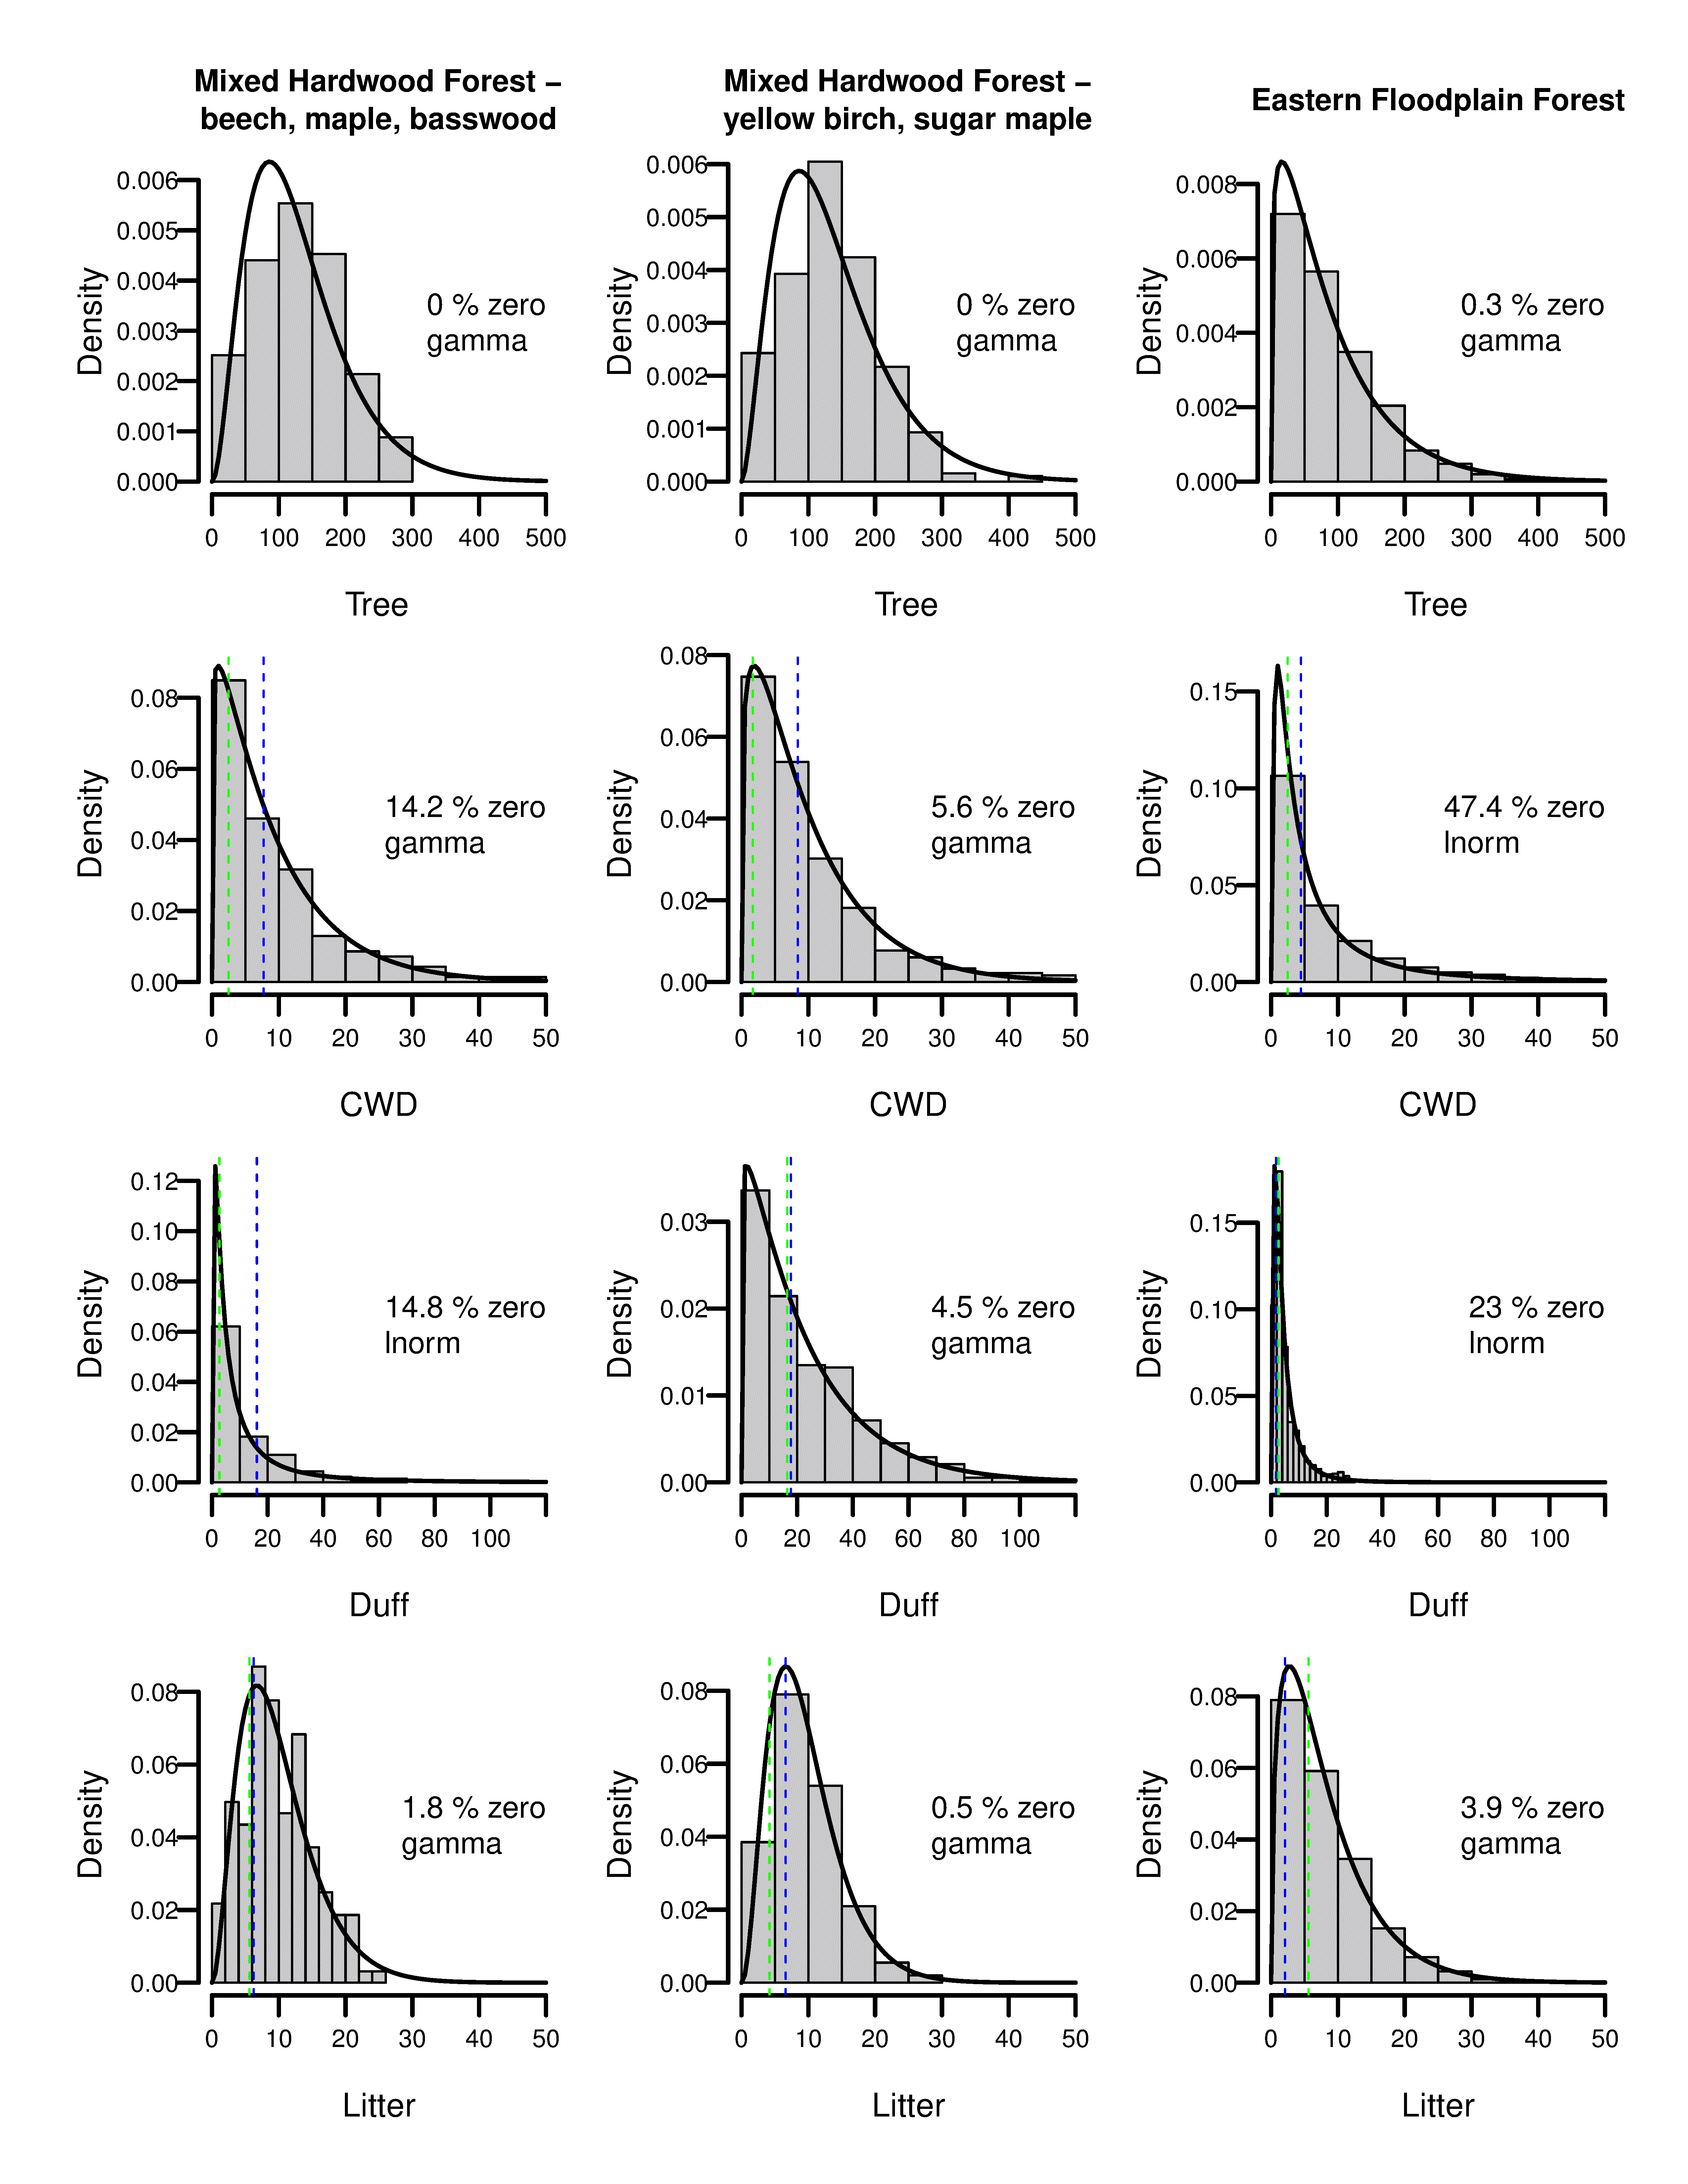 Mixed Hardwood Forest –
beech, maple, basswood
Mixed Hardwood Forest –
yellow birch, sugar maple
Eastern Floodplain Forest
Density
0.006
0.005
0.004
0.003
0.002
0.001
0.000
0 % zero
gamma
0 100 200 300 400 500
Tree
Density
0.006
0.005
0.004
0.003
0.002
0.001
0.000
0 % zero
gamma
0 100 200 300 400 500
Tree
Density
0.008
0.006
0.004
0.002
0.000
0.3 % zero
gamma
0 100 200 300 400 500
Tree
Density
0.08
0.06
0.04
0.02
0.00
14.2 % zero
gamma
0 10 20 30 40 50
CWD
Density
0.08
0.06
0.04
0.02
0.00
5.6 % zero
gamma
0 10 20 30 40 50
CWD
Density
0.15
0.10
0.05
0.00
47.4 % zero
lnorm
0 10 20 30 40 50
CWD
Density
0.12
0.10
0.08
0.06
0.04
0.02
0.00
14.8 % zero
lnorm
0 20 40 60 80 100
Duff
Density
0.03
0.02
0.01
0.00
4.5 % zero
gamma
0 20 40 60 80 100
Duff
Density
0.15
0.10
0.05
0.00
23 % zero
lnorm
0 20 40 60 80 100
Duff
Density
0.08
0.06
0.04
0.02
0.00
1.8 % zero
gamma
0 10 20 30 40 50
Litter
Density
0.08
0.06
0.04
0.02
0.00
0.5 % zero
gamma
0 10 20 30 40 50
Litter
Density
0.08
0.06
0.04
0.02
0.00
3.9 % zero
gamma
0 10 20 30 40 50
Litter